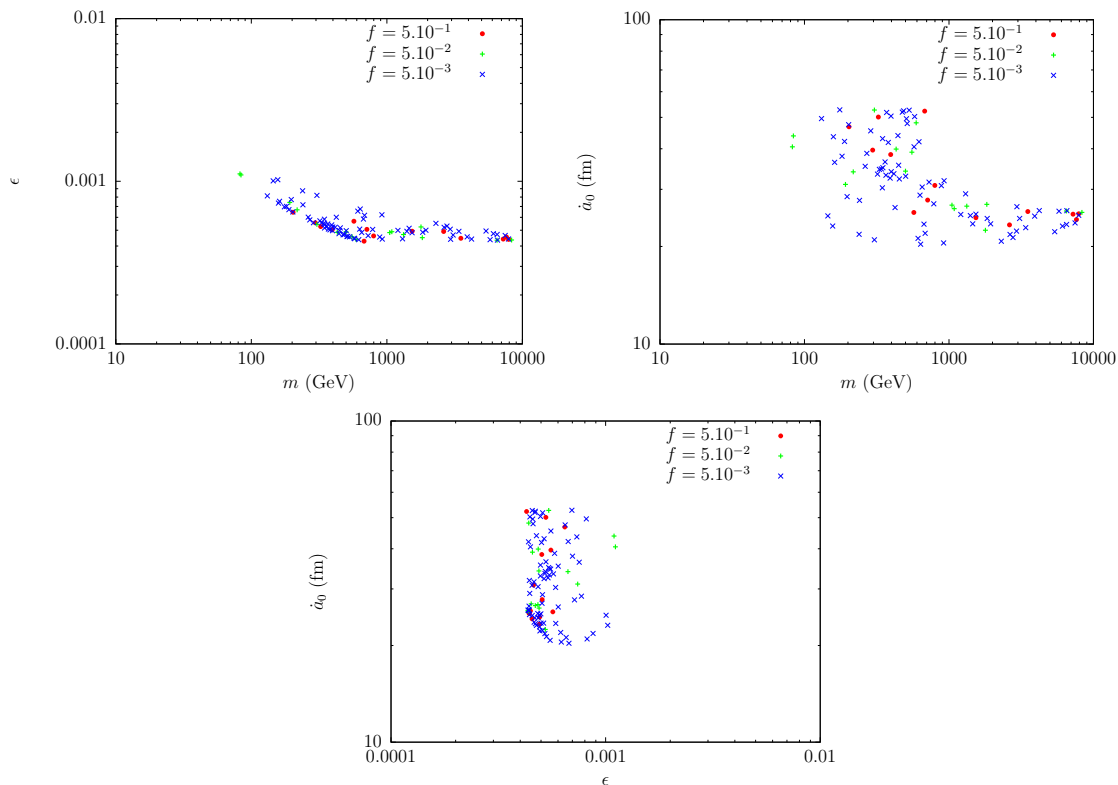 0.01
0.001
0.0001
ϵ
10
100
1000
10000
m (GeV)
f = 5.10⁻¹
f = 5.10⁻²
f = 5.10⁻³
100
10
ȧ₀ (fm)
10
100
1000
10000
m (GeV)
f = 5.10⁻¹
f = 5.10⁻²
f = 5.10⁻³
100
10
ȧ₀ (fm)
0.0001
0.001
0.01
ϵ
f = 5.10⁻¹
f = 5.10⁻²
f = 5.10⁻³